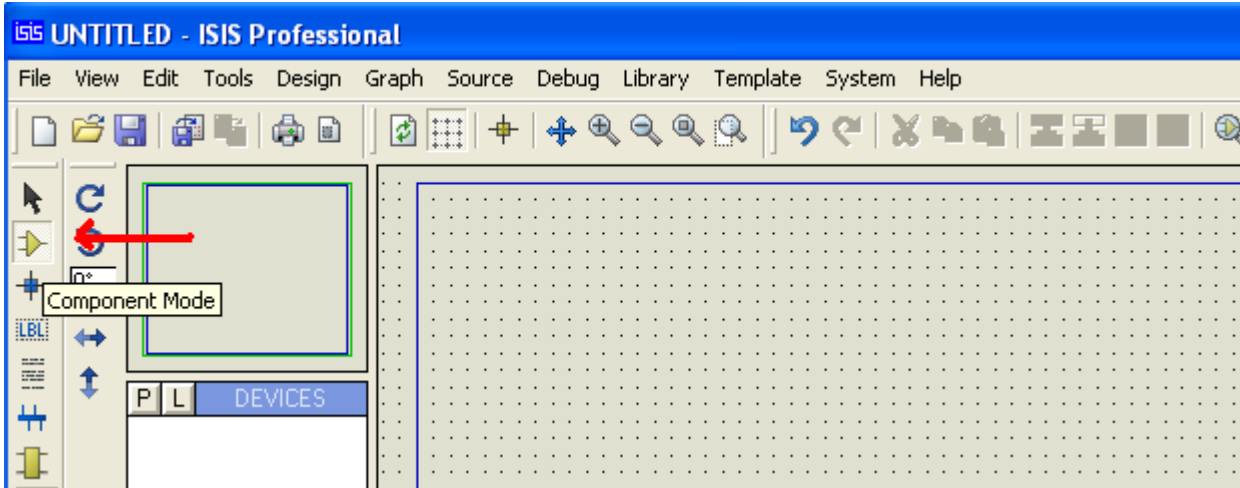 isis UNTITLED - ISIS Professional
File View Edit Tools Design Graph Source Debug Library Template System Help
0°
Component Mode
LBL
P L DEVICES